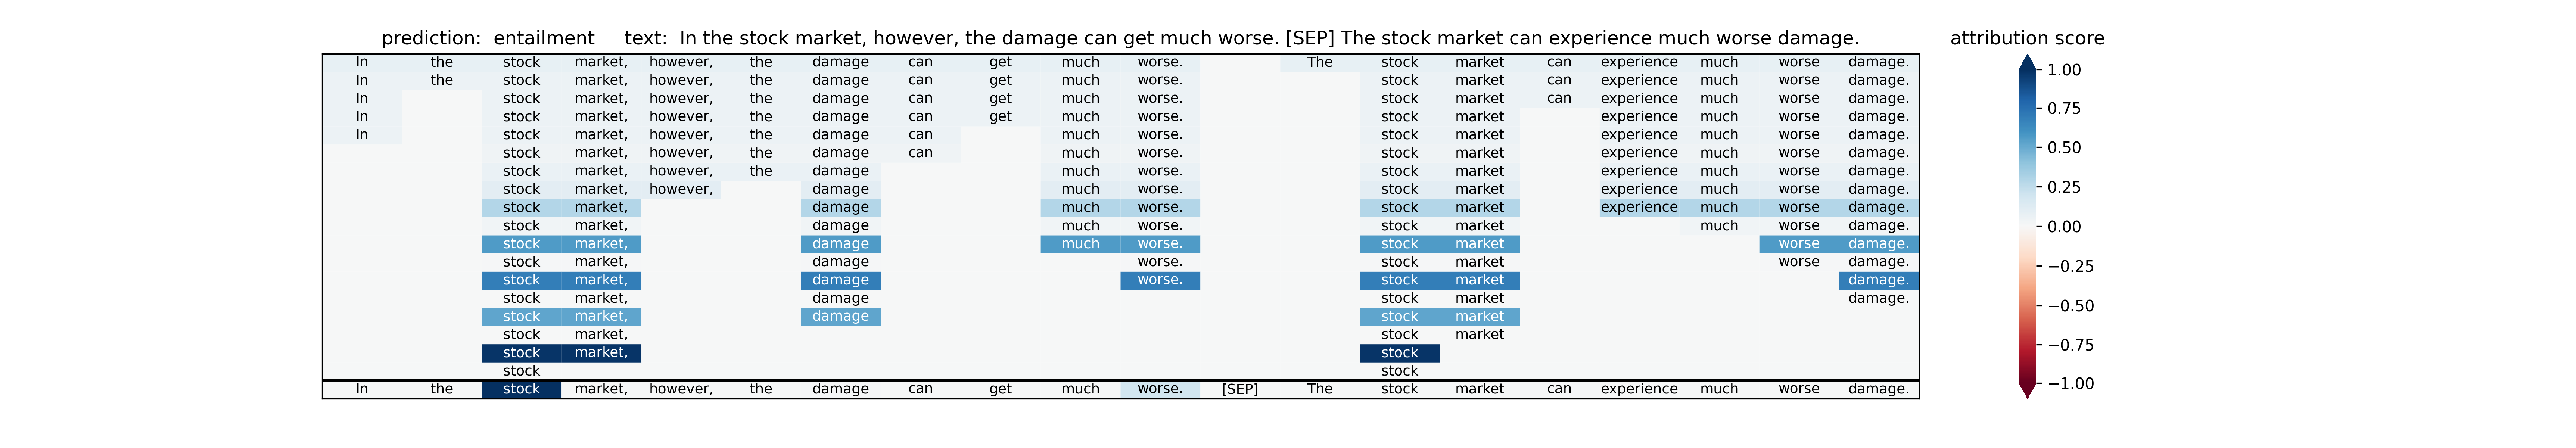 prediction: entailment text: In the stock market, however, the damage can get much worse. [SEP] The stock market can experience much worse damage. attribution score
In the stock market, however, the damage can get much worse. The stock market can experience much worse damage. 1.00
In the stock market, however, the damage can get much worse. stock market can experience much worse damage.
In stock market, however, the damage can get much worse. stock market can experience much worse damage. 0.75
In stock market, however, the damage can get much worse. stock market experience much worse damage.
In stock market, however, the damage can much worse. stock market experience much worse damage.
stock market, however, the damage can much worse. stock market experience much worse damage. 0.50
stock market, however, the damage much worse. stock market experience much worse damage.
stock market, however, damage much worse. stock market experience much worse damage. 0.25
stock market, damage much worse. stock market experience much worse damage.
stock market, damage much worse. stock market much worse damage. 0.00
stock market, damage much worse. stock market worse damage.
stock market, damage worse. stock market worse damage. −0.25
stock market, damage worse. stock market damage.
stock market, damage stock market damage. −0.50
stock market, damage stock market
stock market, stock market
stock market, stock −0.75
stock stock
In the stock market, however, the damage can get much worse. [SEP] The stock market can experience much worse damage. −1.00